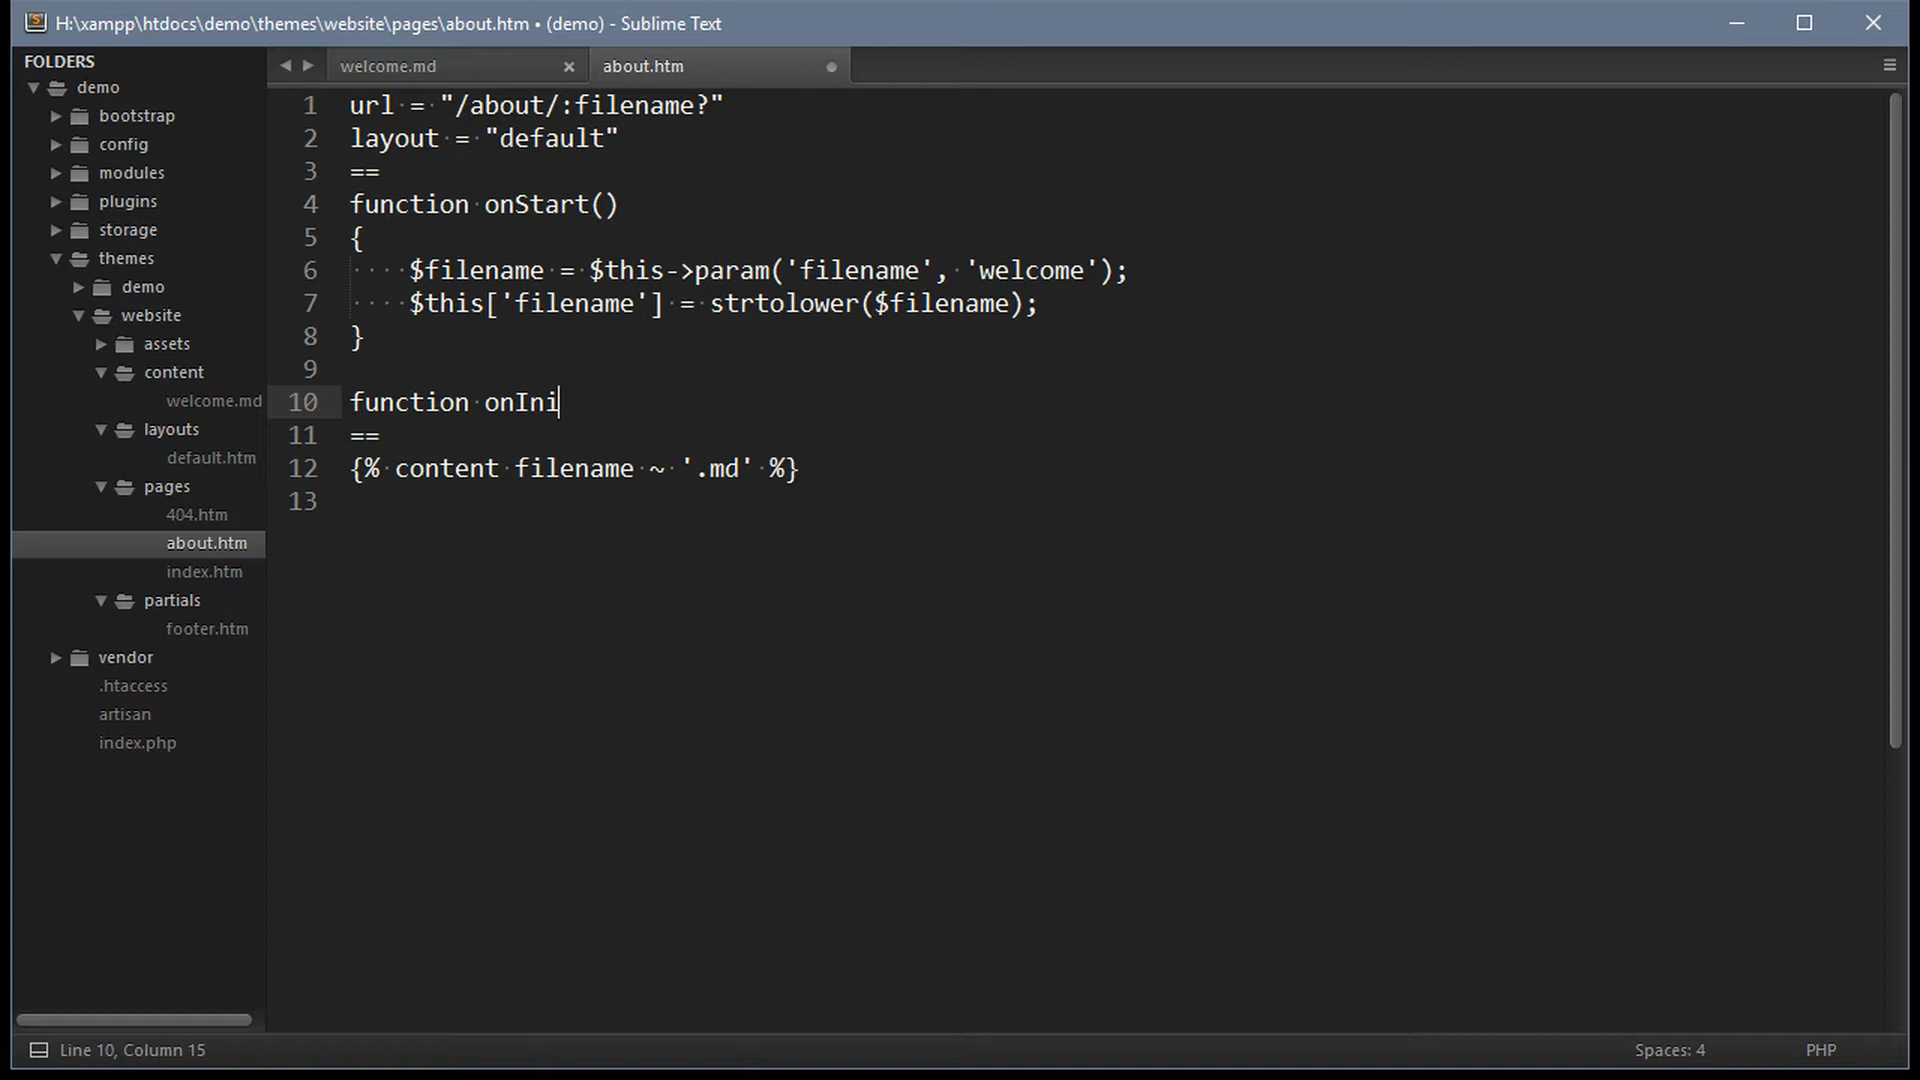 H:\xampp\htdocs\demo\themes\website\pages\about.htm • (demo) - Sublime Text
FOLDERS
demo
bootstrap
config
modules
plugins
storage
themes
demo
website
assets
content
welcome.md
layouts
default.htm
pages
404.htm
about.htm
index.htm
partials
footer.htm
vendor
.htaccess
artisan
index.php
welcome.md
about.htm
1 url = "/about/:filename?"
2 layout = "default"
3 ==
4 function onStart()
5 {
6     $filename = $this->param('filename', 'welcome');
7     $this['filename'] = strtolower($filename);
8 }
9
10 function onIni
11 ==
12 {% content filename ~ '.md' %}
13
Line 10, Column 15
Spaces: 4
PHP